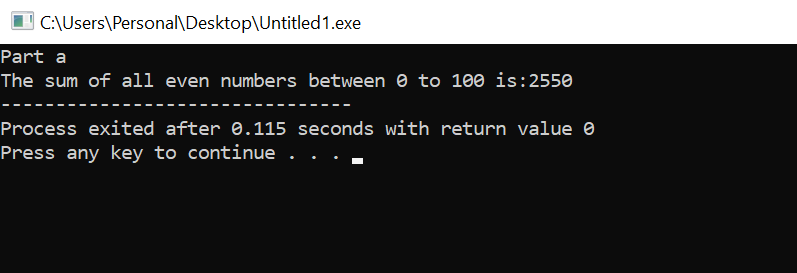 C:\Users\Personal\Desktop\Untitled1.exe
Part a
The sum of all even numbers between 0 to 100 is:2550
--------------------------------
Process exited after 0.115 seconds with return value 0
Press any key to continue . . .